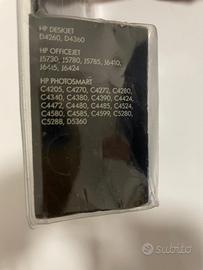 HP DESKJET
D4260, D4360
HP OFFICEJET
J5730, J5780, J5785, J6410,
J6415, J6424
HP PHOTOSMART
C4205, C4270, C4272, C4280,
C4340, C4380, C4390, C4424,
C4472, C4480, C4485, C4524,
C4580, C4585, C4599, C5280,
C5288, D5360
subito